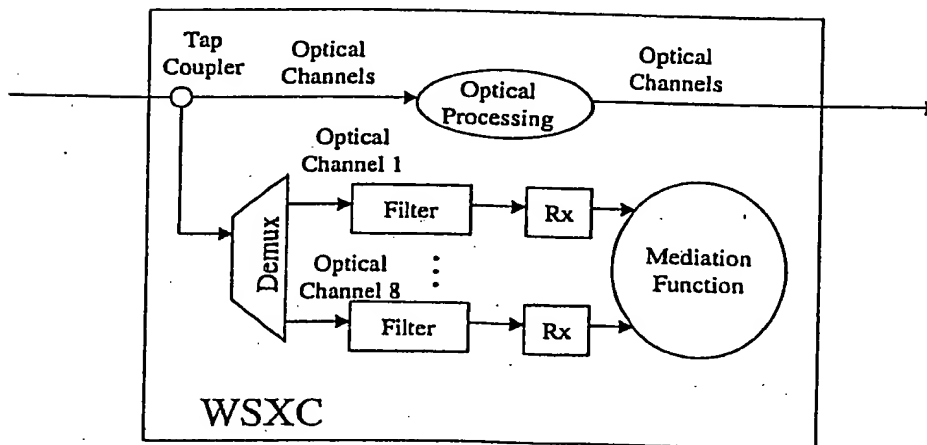 Tap
Coupler
Optical
Channels
Optical
Processing
Optical
Channels
Optical
Channel 1
Filter
Rx
Demux
Optical
Channel 8
Filter
Rx
Mediation
Function
WSXC